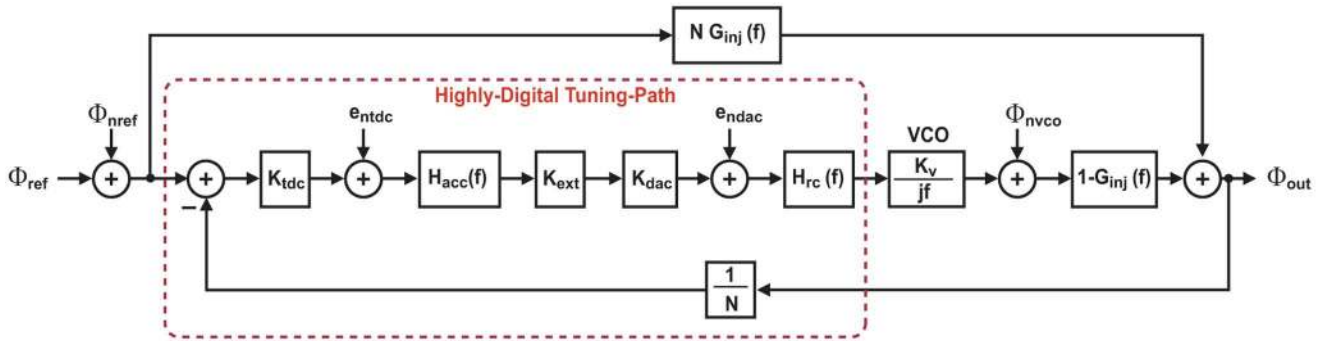 N G_inj (f)
Highly-Digital Tuning-Path
Φ_nref
e_ntdc
e_ndac
VCO
Φ_nvco
Φ_ref
+
+
K_tdc
+
H_acc(f)
K_ext
K_dac
+
H_rc (f)
K_v
jf
+
1-G_inj (f)
+
Φ_out
−
1
N